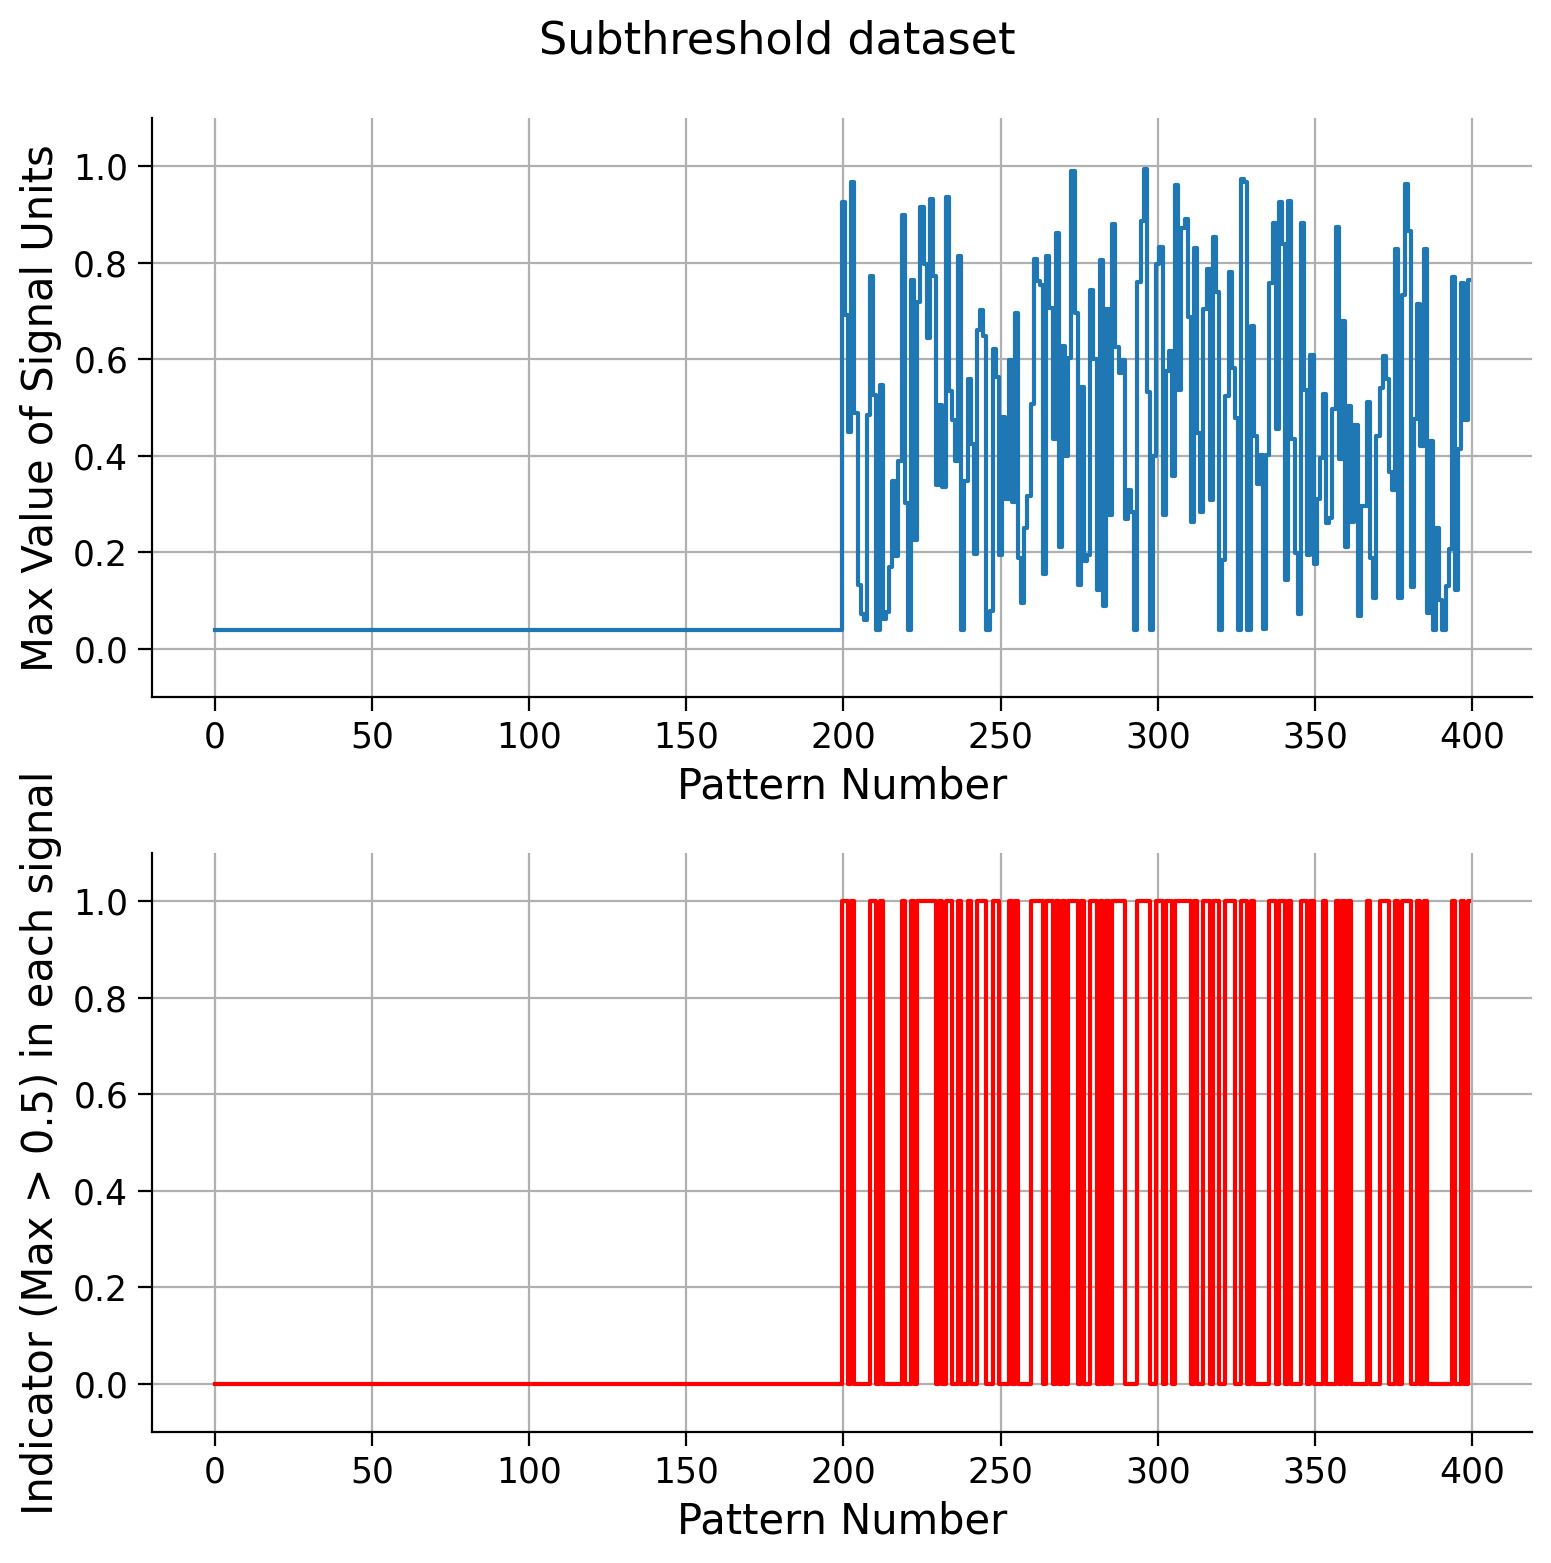 Subthreshold dataset
Max Value of Signal Units
1.0
0.8
0.6
0.4
0.2
0.0
0 50 100 150 200 250 300 350 400
Pattern Number
Indicator (Max > 0.5) in each signal
1.0
0.8
0.6
0.4
0.2
0.0
0 50 100 150 200 250 300 350 400
Pattern Number